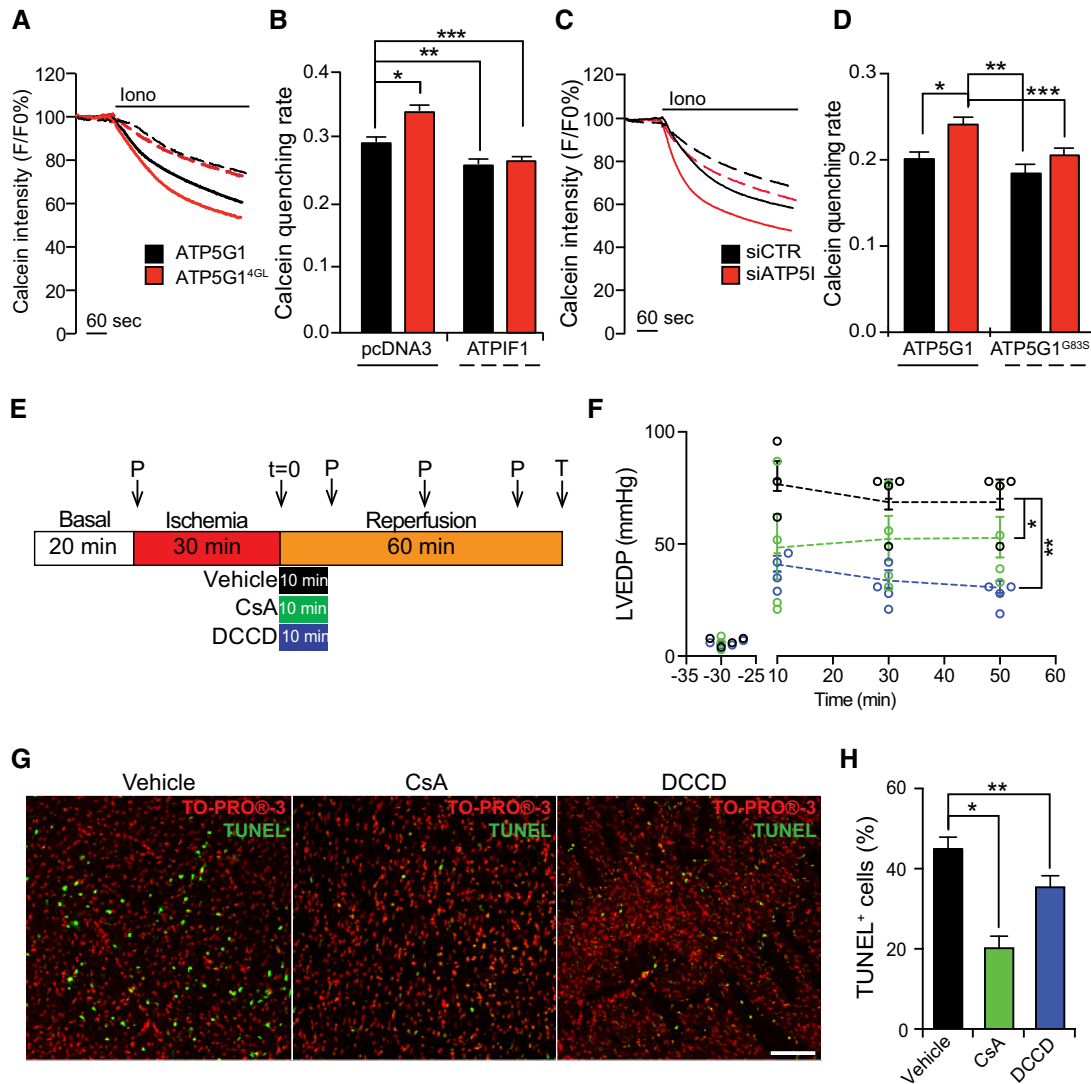 A
Calcein intensity (F/F0%)
120
100
80
60
40
20
0
Iono
ATP5G1
ATP5G14GL
60 sec
B
Calcein quenching rate
0.4
0.3
0.2
0.1
0.0
***
**
*
pcDNA3 ATPIF1
C
Calcein intensity (F/F0%)
120
100
80
60
40
20
0
Iono
siCTR
siATP5I
60 sec
D
Calcein quenching rate
0.3
0.2
0.1
0.0
* ** ***
ATP5G1 ATP5G1G83S
E
P t=0 P P P T
Basal Ischemia Reperfusion
20 min 30 min 60 min
Vehicle 10 min
CsA 10 min
DCCD 10 min
F
LVEDP (mmHg)
100
50
0
*
**
-35 -30 -25 10 20 30 40 50 60
Time (min)
G
Vehicle CsA DCCD
TO-PRO®-3 TO-PRO®-3 TO-PRO®-3
TUNEL TUNEL TUNEL
H
TUNEL+ cells (%)
60
40
20
0
**
*
Vehicle CsA DCCD